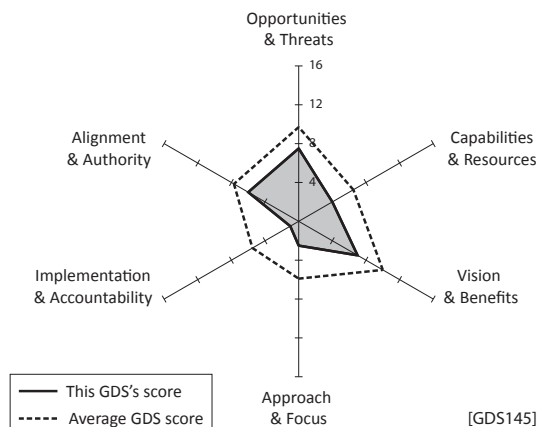 Opportunities
& Threats
16
12
8
4
Alignment
& Authority
Capabilities
& Resources
Implementation
& Accountability
Vision
& Benefits
Approach
& Focus
This GDS's score
Average GDS score
[GDS145]